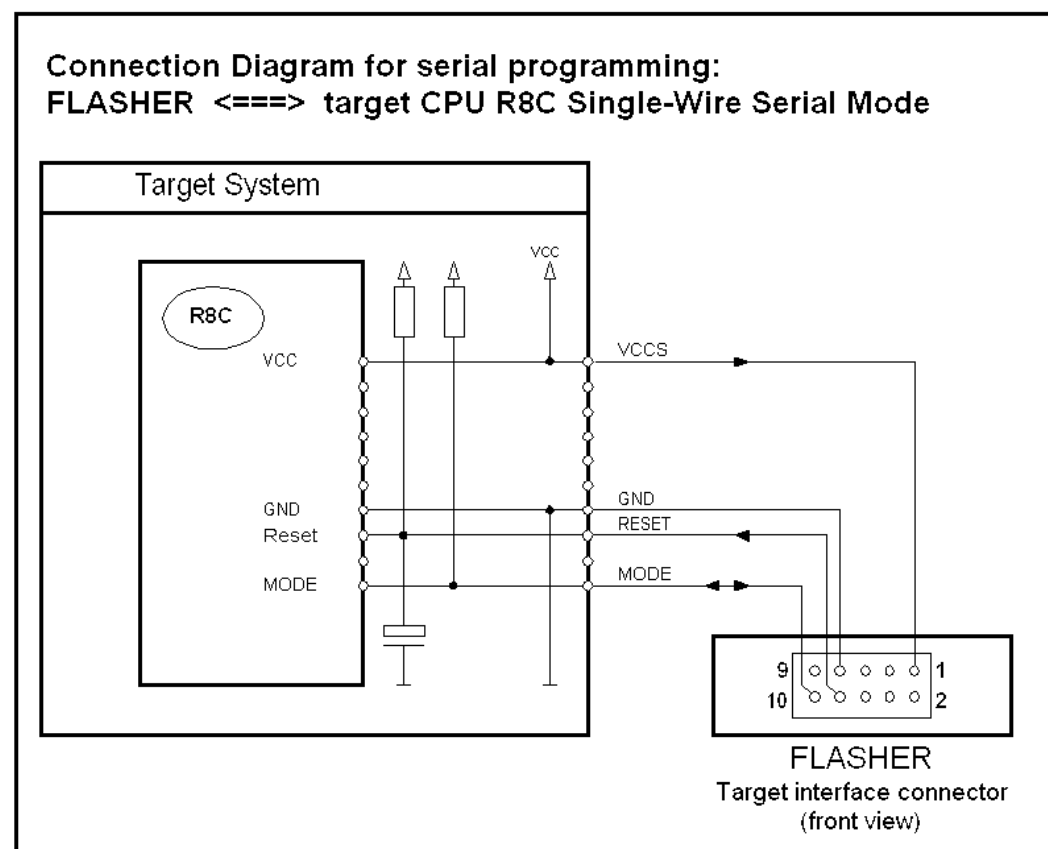 Connection Diagram for serial programming:
FLASHER <===> target CPU R8C Single-Wire Serial Mode
Target System
VCC
R8C
VCC
VCCS
GND
GND
Reset
RESET
MODE
MODE
9
1
10
2
FLASHER
Target interface connector
(front view)